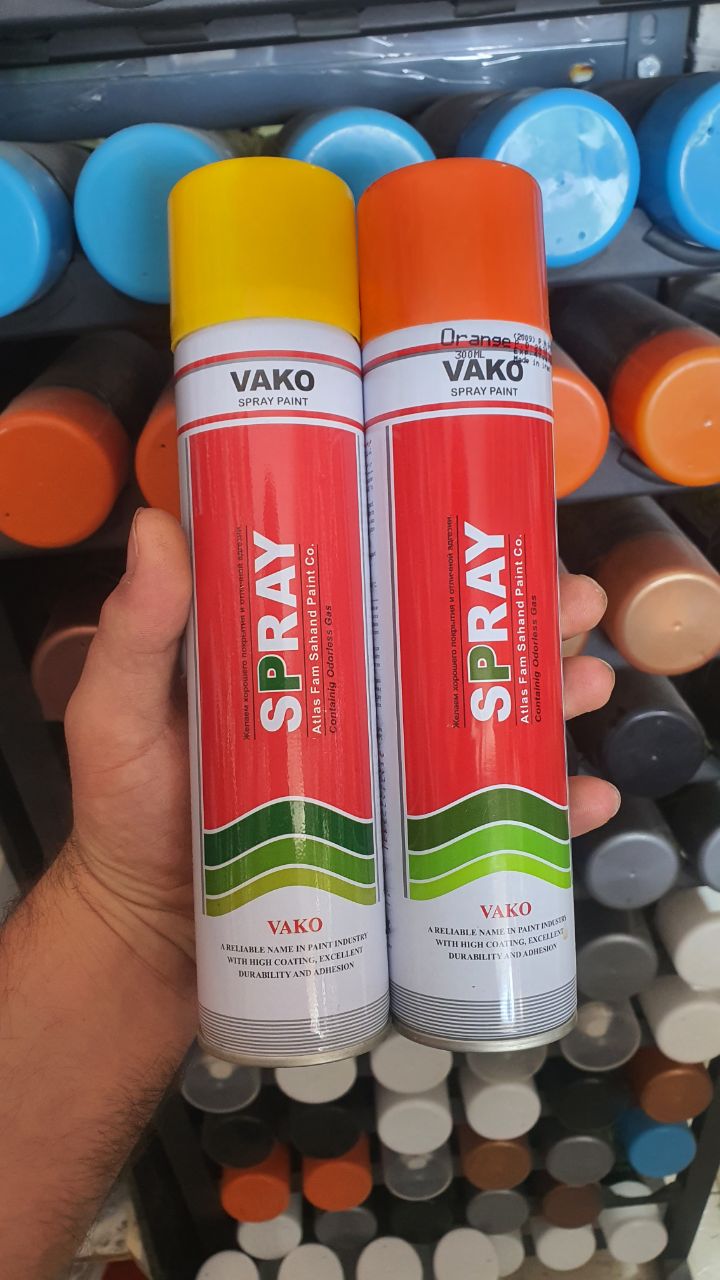 VAKO
SPRAY PAINT
Желаем хорошего покрытия и отличной адгезии.
SPRAY
Atlas Fam Sahand Paint Co.
Containig Odorless Gas
VAKO
A RELIABLE NAME IN PAINT INDUSTRY
WITH HIGH COATING, EXCELLENT
DURABILITY AND ADHESION
Orange
300ML
VAKO
SPRAY PAINT
Желаем хорошего покрытия и отличной адгезии.
SPRAY
Atlas Fam Sahand Paint Co.
Containig Odorless Gas
VAKO
A RELIABLE NAME IN PAINT INDUSTRY
WITH HIGH COATING, EXCELLENT
DURABILITY AND ADHESION